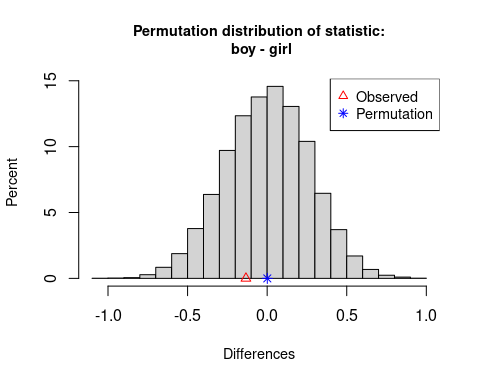 Permutation distribution of statistic:
boy - girl
Observed
Permutation
Percent
15
10
5
0
-1.0 -0.5 0.0 0.5 1.0
Differences